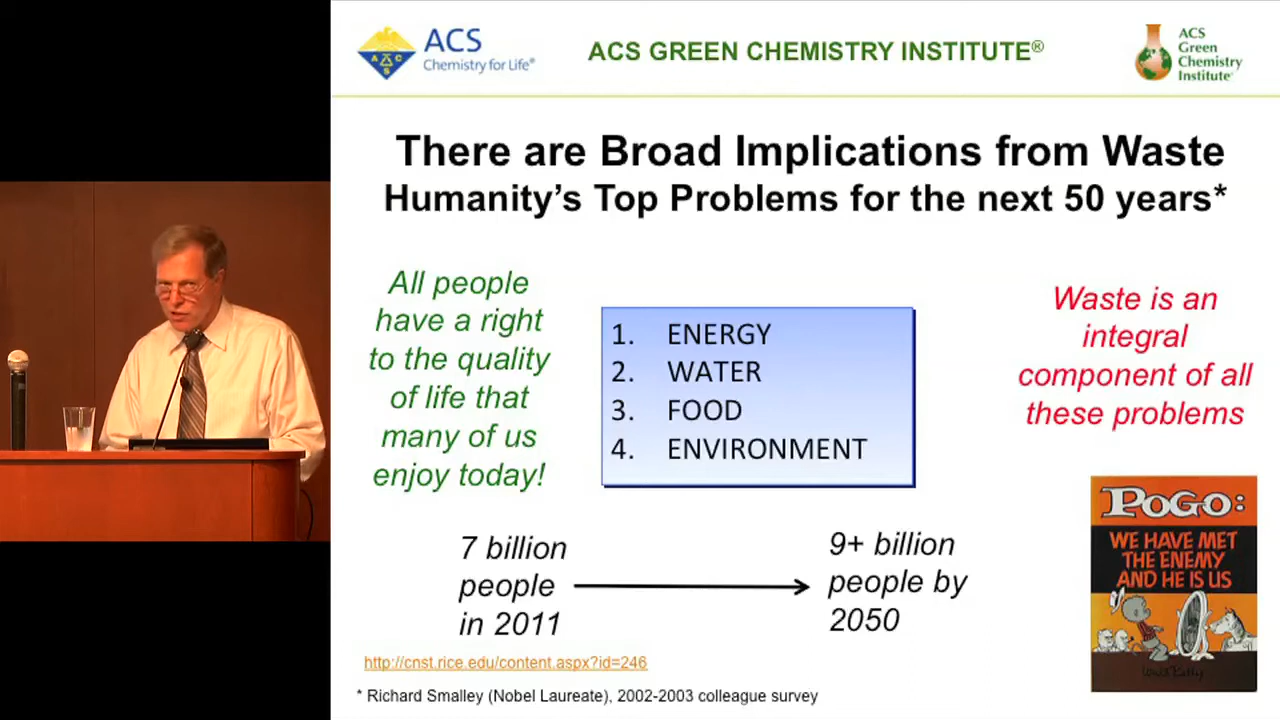 ACS
Chemistry for Life®
A C S
ACS GREEN CHEMISTRY INSTITUTE®
ACS
Green
Chemistry
Institute®
There are Broad Implications from Waste
Humanity's Top Problems for the next 50 years*
All people
have a right
to the quality
of life that
many of us
enjoy today!
1. ENERGY
2. WATER
3. FOOD
4. ENVIRONMENT
Waste is an
integral
component of all
these problems
7 billion
people
in 2011
9+ billion
people by
2050
POGO:
WE HAVE MET
THE ENEMY
AND HE IS US
Walt Kelly
http://cnst.rice.edu/content.aspx?id=246
* Richard Smalley (Nobel Laureate), 2002-2003 colleague survey